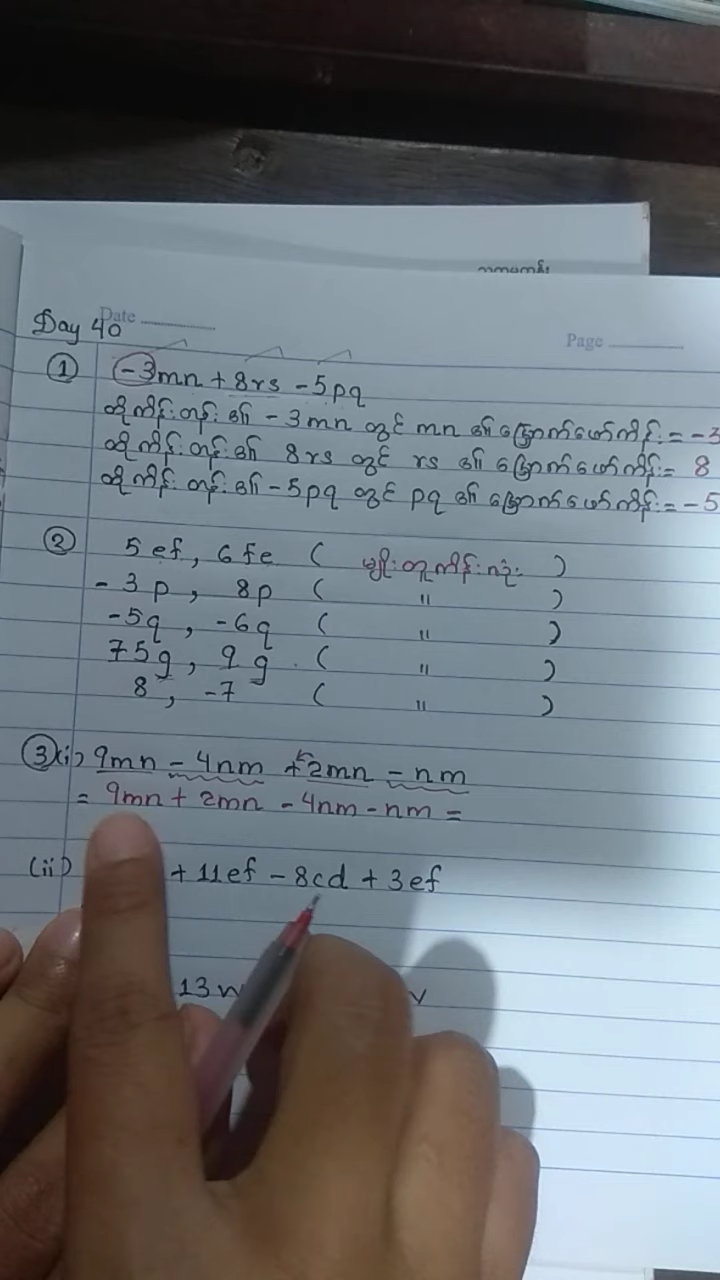 Date
Day 40
Page
① -3mn + 8rs - 5pq
ထိုကိန်းတန်း၏ -3mn တွင် mn ၏ မြှောက်ဖော်ကိန်း = -3
ထိုကိန်းတန်း၏ 8rs တွင် rs ၏ မြှောက်ဖော်ကိန်း = 8
ထိုကိန်းတန်း၏ -5pq တွင် pq ၏ မြှောက်ဖော်ကိန်း = -5
② 5ef, 6fe ( မျိုးတူကိန်းလုံး )
-3p, 8p ( " )
-5q, -6q ( " )
75g, 9g ( " )
8, -7 ( " )
③(i) 9mn - 4nm + 2mn - nm
= 9mn + 2mn - 4nm - nm =
(ii) + 11ef - 8cd + 3ef
13